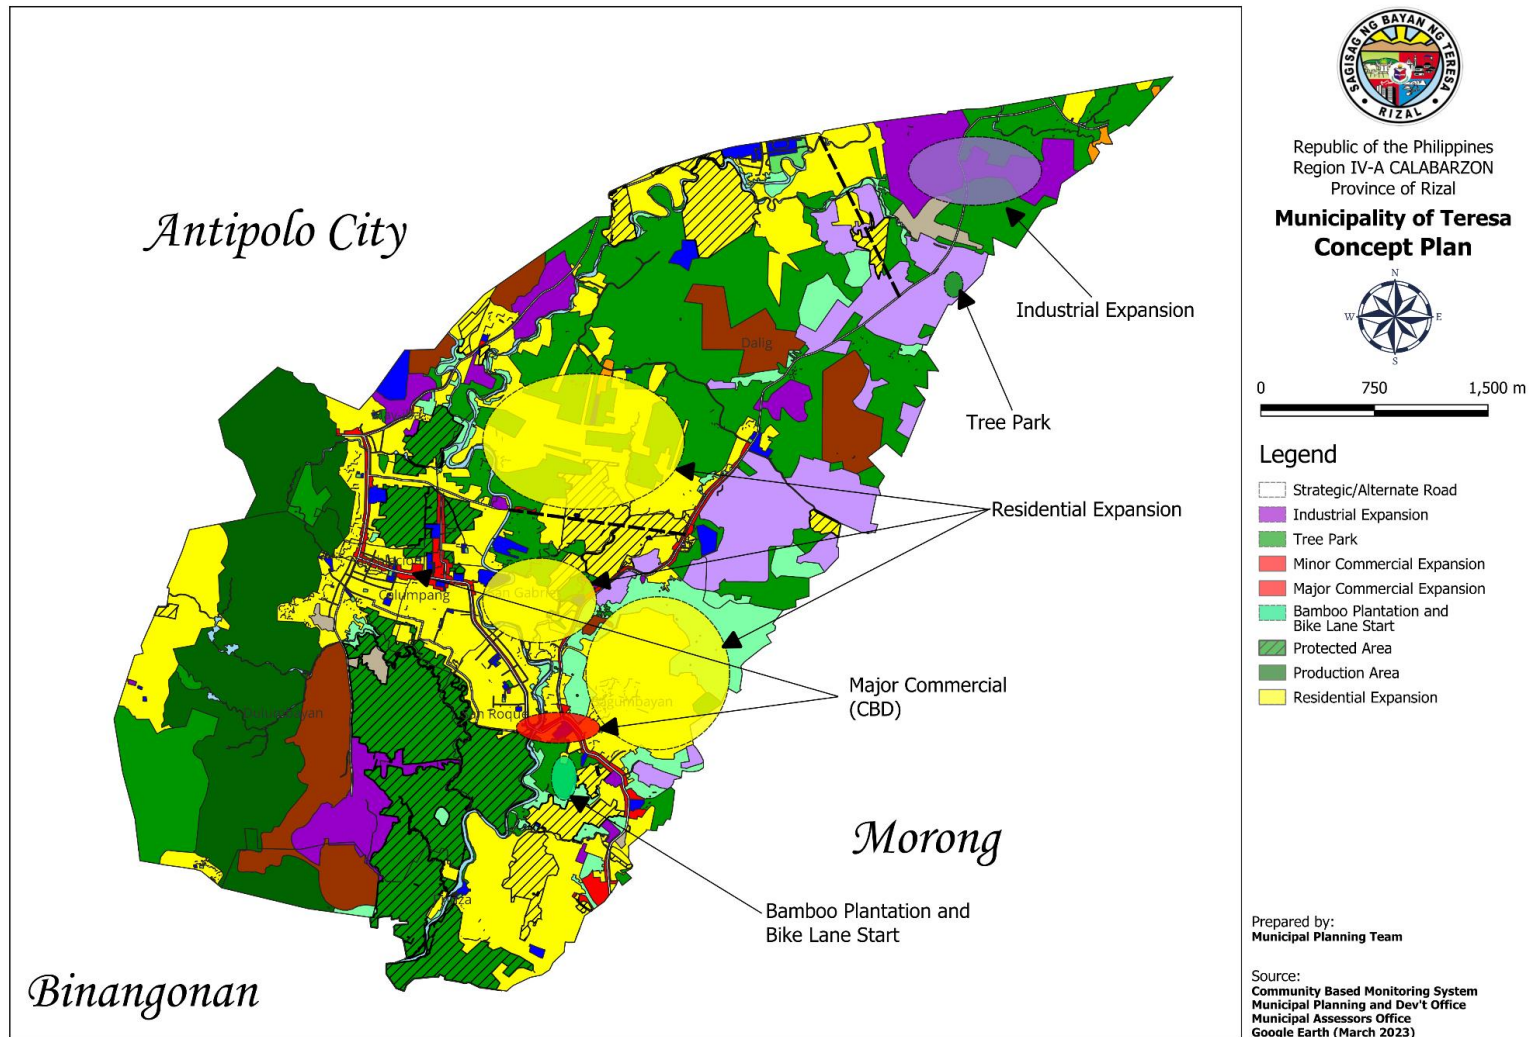 SAGISAG NG BAYAN NG TERESA
RIZAL
Republic of the Philippines
Region IV-A CALABARZON
Province of Rizal
Municipality of Teresa
Concept Plan
N
W
E
S
0 750 1,500 m
Legend
Strategic/Alternate Road
Industrial Expansion
Tree Park
Minor Commercial Expansion
Major Commercial Expansion
Bamboo Plantation and
Bike Lane Start
Protected Area
Production Area
Residential Expansion
Prepared by:
Municipal Planning Team
Source:
Community Based Monitoring System
Municipal Planning and Dev't Office
Municipal Assessors Office
Google Earth (March 2023)
Antipolo City
Industrial Expansion
Dalig
Tree Park
Residential Expansion
Calumpang
San Gabriel
Major Commercial
(CBD)
Bagumbayan
San Roque
Dulumbayan
Morong
Bamboo Plantation and
Bike Lane Start
Binangonan